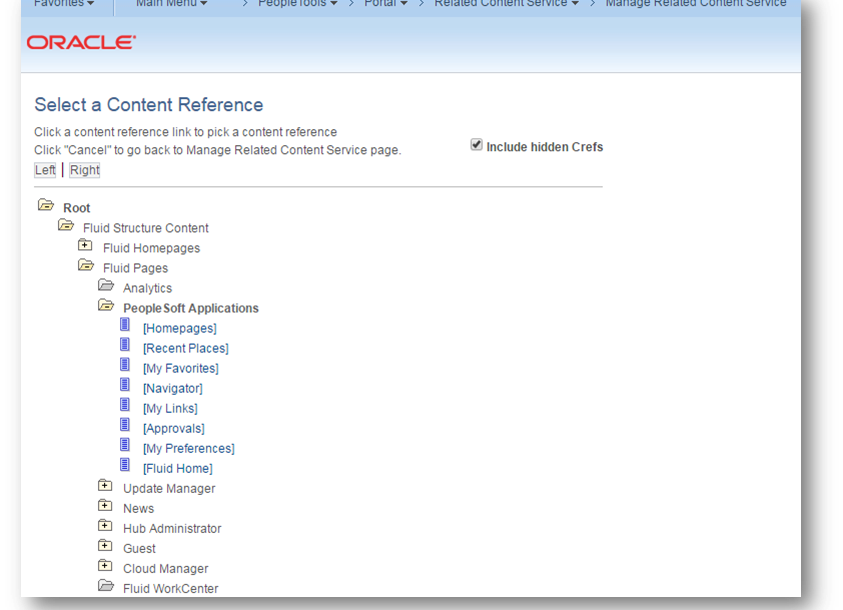 Favorites Main Menu > PeopleTools > Portal > Related Content Service > Manage Related Content Service
ORACLE
Select a Content Reference
Click a content reference link to pick a content reference
Click "Cancel" to go back to Manage Related Content Service page.
Include hidden Crefs
Left | Right
Root
Fluid Structure Content
Fluid Homepages
Fluid Pages
Analytics
PeopleSoft Applications
[Homepages]
[Recent Places]
[My Favorites]
[Navigator]
[My Links]
[Approvals]
[My Preferences]
[Fluid Home]
Update Manager
News
Hub Administrator
Guest
Cloud Manager
Fluid WorkCenter